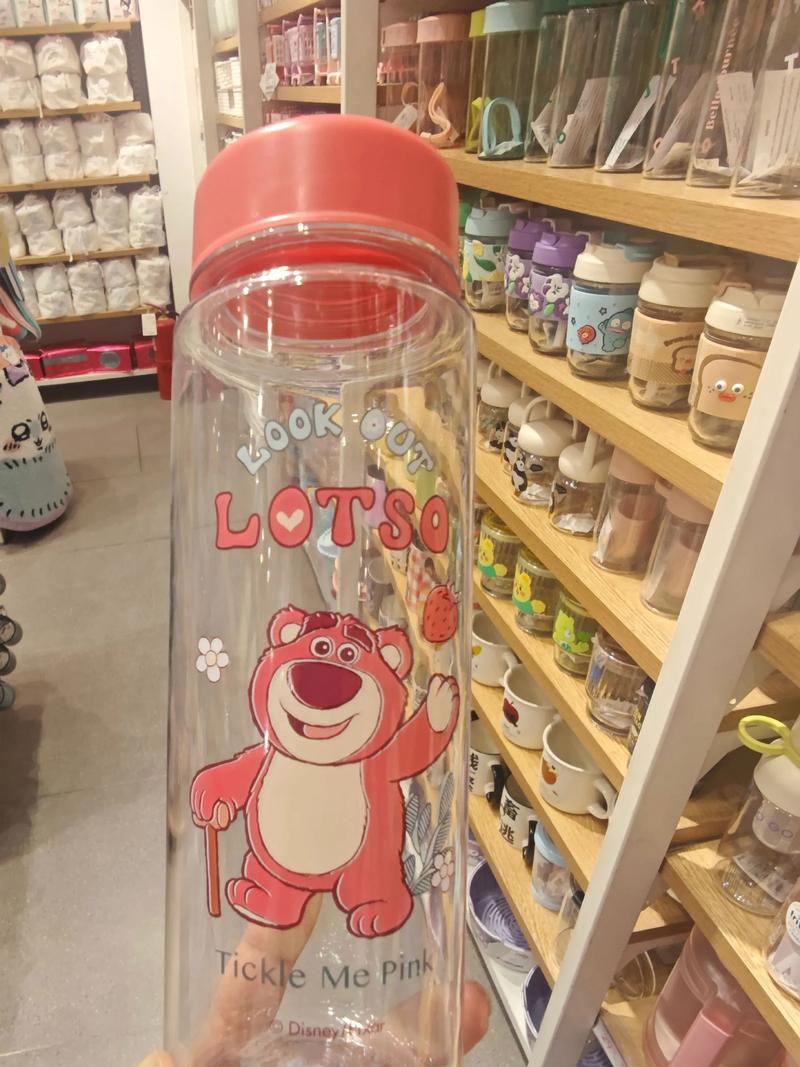 LOOK OUT
LOTSO
Tickle Me Pink
© Disney/Pixar